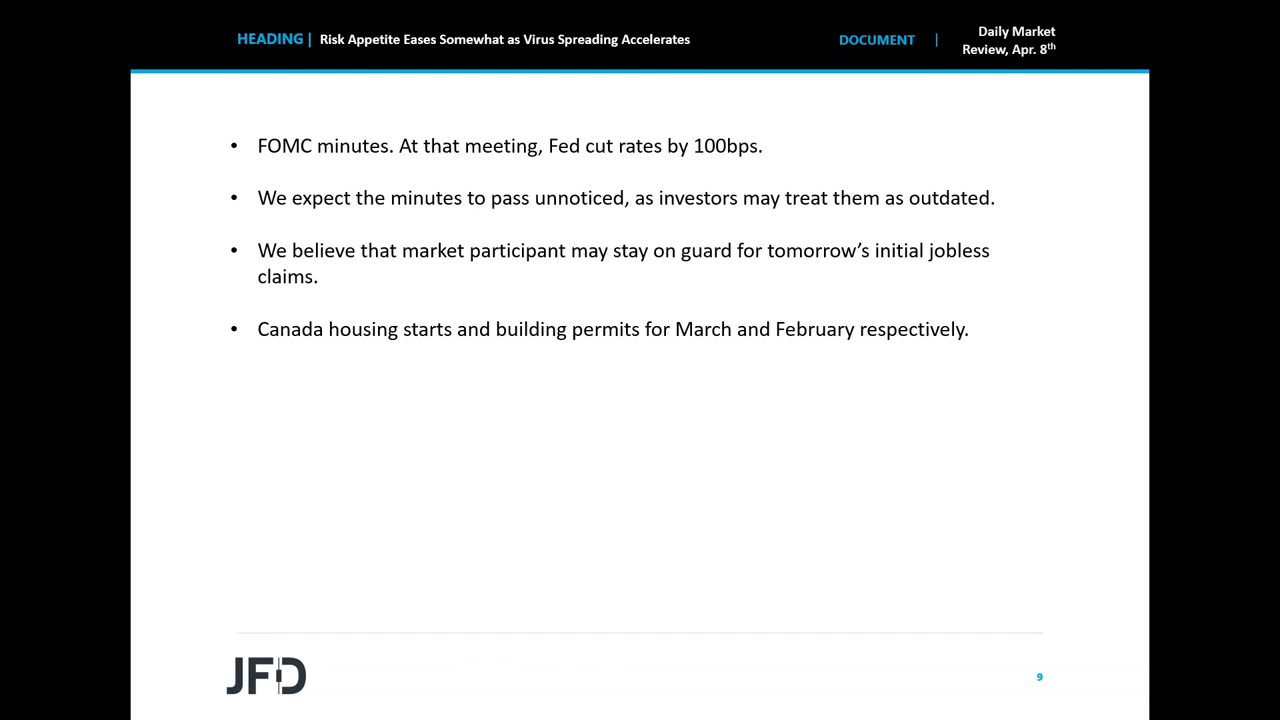 HEADING | Risk Appetite Eases Somewhat as Virus Spreading Accelerates
DOCUMENT |
Daily Market
Review, Apr. 8th
• FOMC minutes. At that meeting, Fed cut rates by 100bps.
• We expect the minutes to pass unnoticed, as investors may treat them as outdated.
• We believe that market participant may stay on guard for tomorrow’s initial jobless
claims.
• Canada housing starts and building permits for March and February respectively.
JFD
9